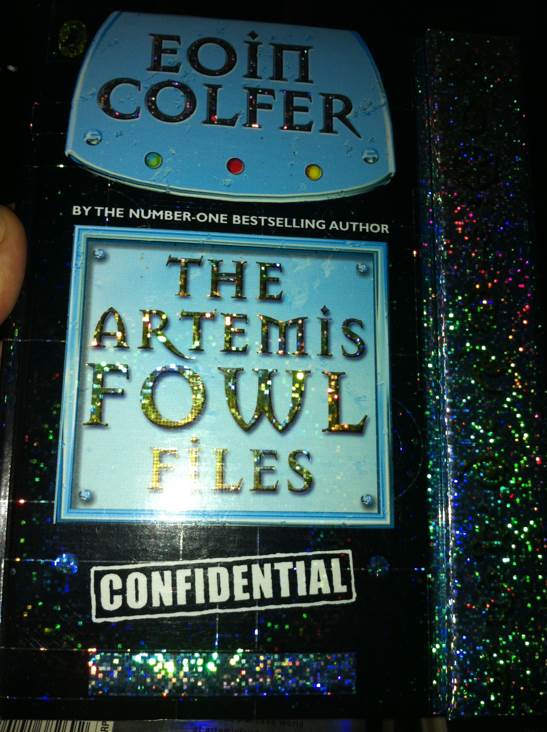 EOIN
COLFER
BY THE NUMBER-ONE BESTSELLING AUTHOR
THE
ARTEMIS
FOWL
FILES
CONFIDENTIAL